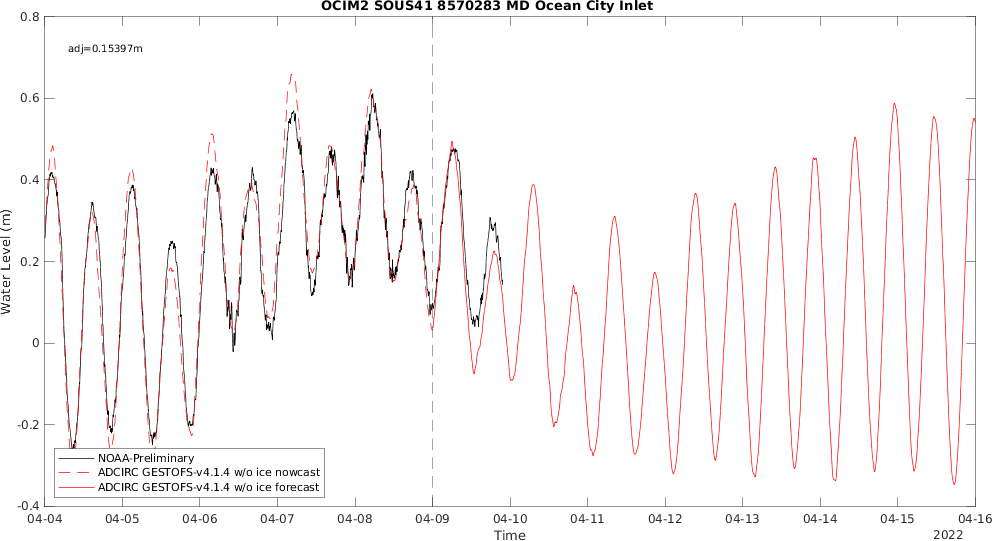 OCIM2 SOUS41 8570283 MD Ocean City Inlet
adj=0.15397m
Water Level (m)
0.8
0.6
0.4
0.2
0
-0.2
-0.4
NOAA-Preliminary
ADCIRC GESTOFS-v4.1.4 w/o ice nowcast
ADCIRC GESTOFS-v4.1.4 w/o ice forecast
04-04 04-05 04-06 04-07 04-08 04-09 04-10 04-11 04-12 04-13 04-14 04-15 04-16
Time
2022